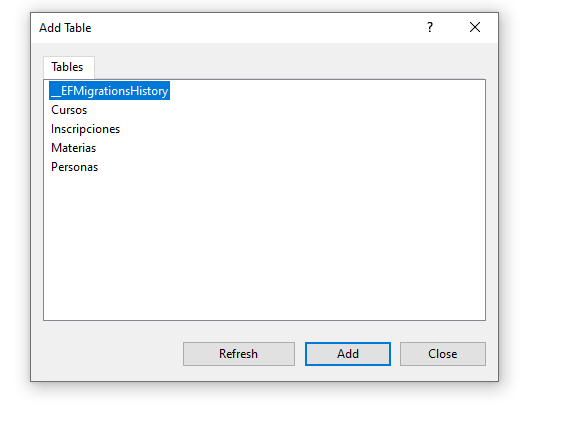 Add Table
?
Tables
__EFMigrationsHistory
Cursos
Inscripciones
Materias
Personas
Refresh
Add
Close